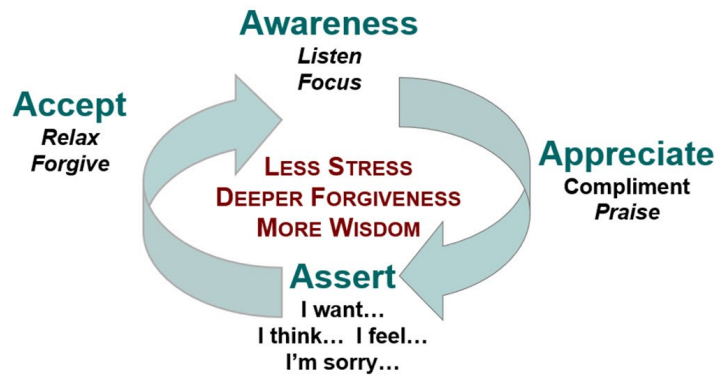 Awareness
Listen
Focus
Accept
Relax
Forgive
Appreciate
Compliment
Praise
LESS STRESS
DEEPER FORGIVENESS
MORE WISDOM
Assert
I want…
I think… I feel…
I'm sorry…